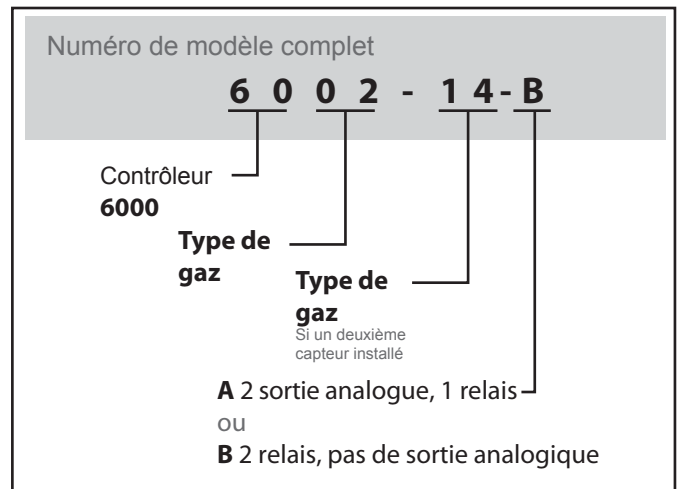 Numéro de modèle complet
6 0 0 2 - 1 4 - B
Contrôleur
6000
Type de
gaz
Type de
gaz
Si un deuxième
capteur installé
A 2 sortie analogue, 1 relais
ou
B 2 relais, pas de sortie analogique